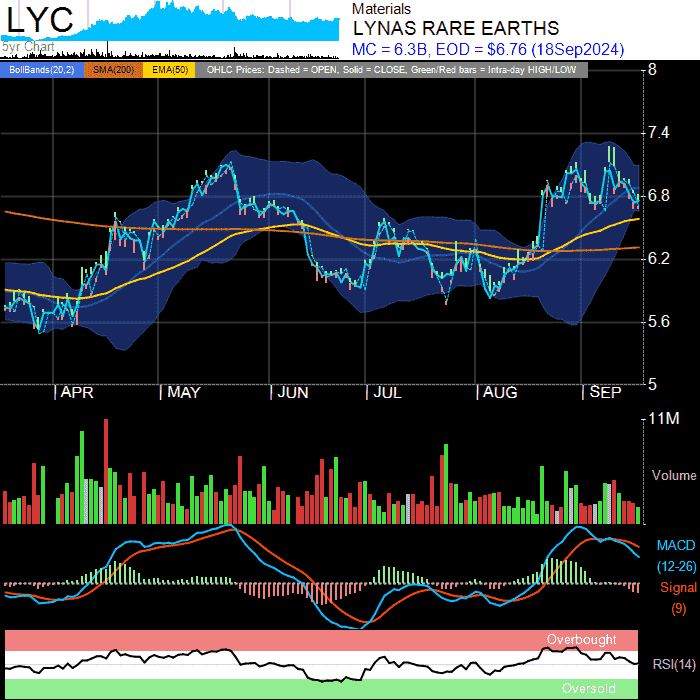 LYC
5yr Chart
Materials
LYNAS RARE EARTHS
MC = 6.3B, EOD = $6.76 (18Sep2024)
BollBands(20,2) SMA(200) EMA(50) OHLC Prices: Dashed = OPEN, Solid = CLOSE, Green/Red bars = Intra-day HIGH/LOW
8
7.4
6.8
6.2
5.6
5
APR MAY JUN JUL AUG SEP
11M
Volume
MACD
(12-26)
Signal
(9)
Overbought
RSI(14)
Oversold